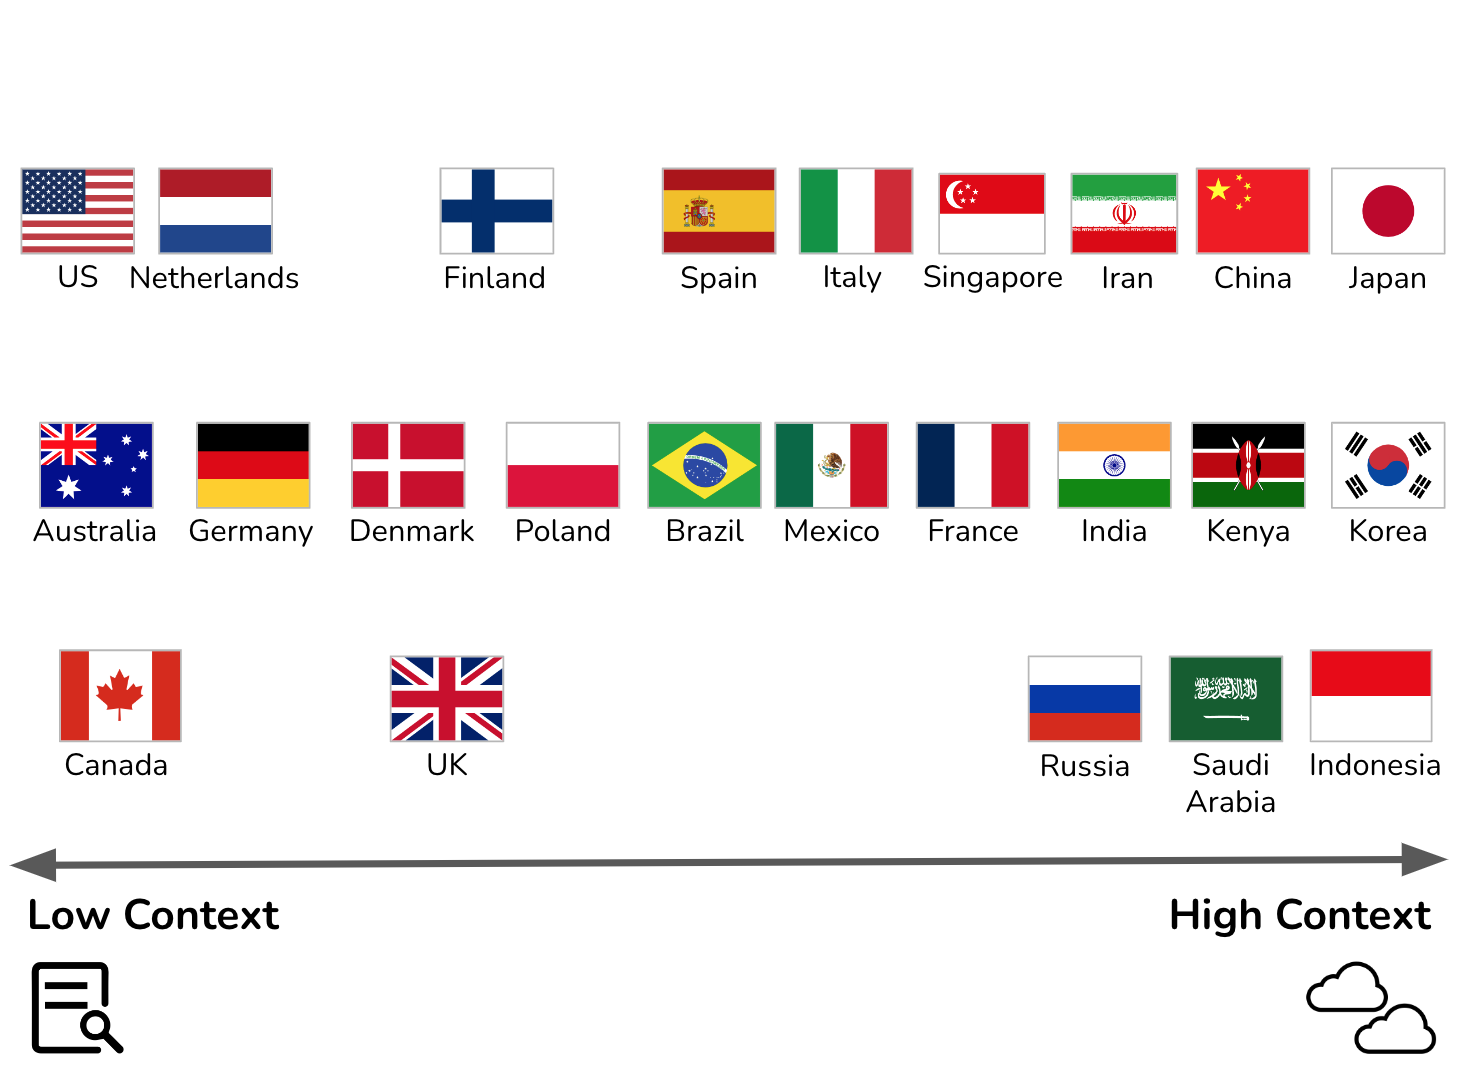 US Netherlands Finland Spain Italy Singapore Iran China Japan
Australia Germany Denmark Poland Brazil Mexico France India Kenya Korea
Canada UK Russia Saudi Indonesia
Arabia
Low Context High Context